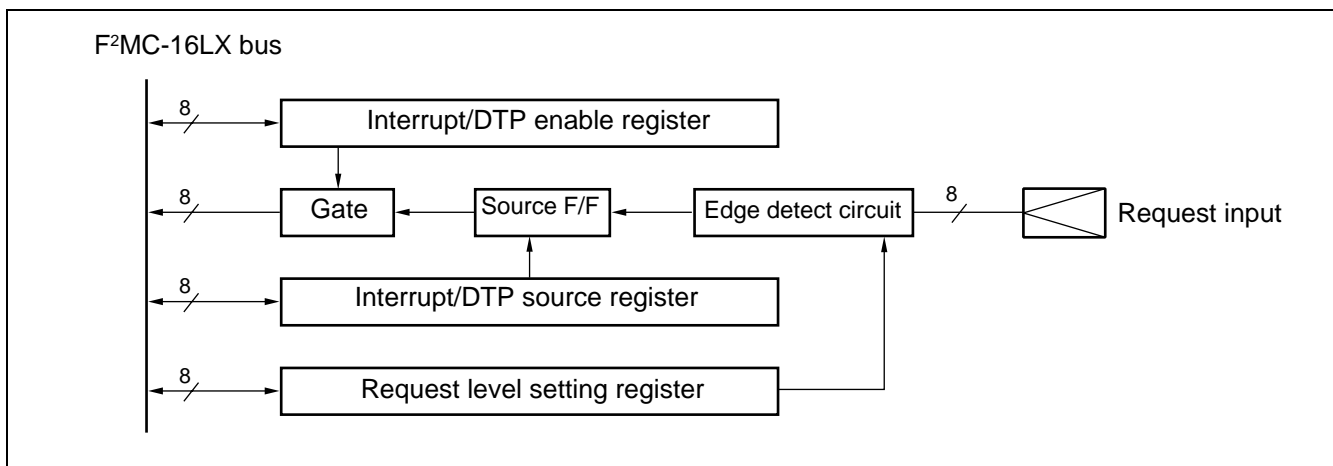 F²MC-16LX bus
8
Interrupt/DTP enable register
8
Gate
Source F/F
Edge detect circuit
8
Request input
8
Interrupt/DTP source register
8
Request level setting register